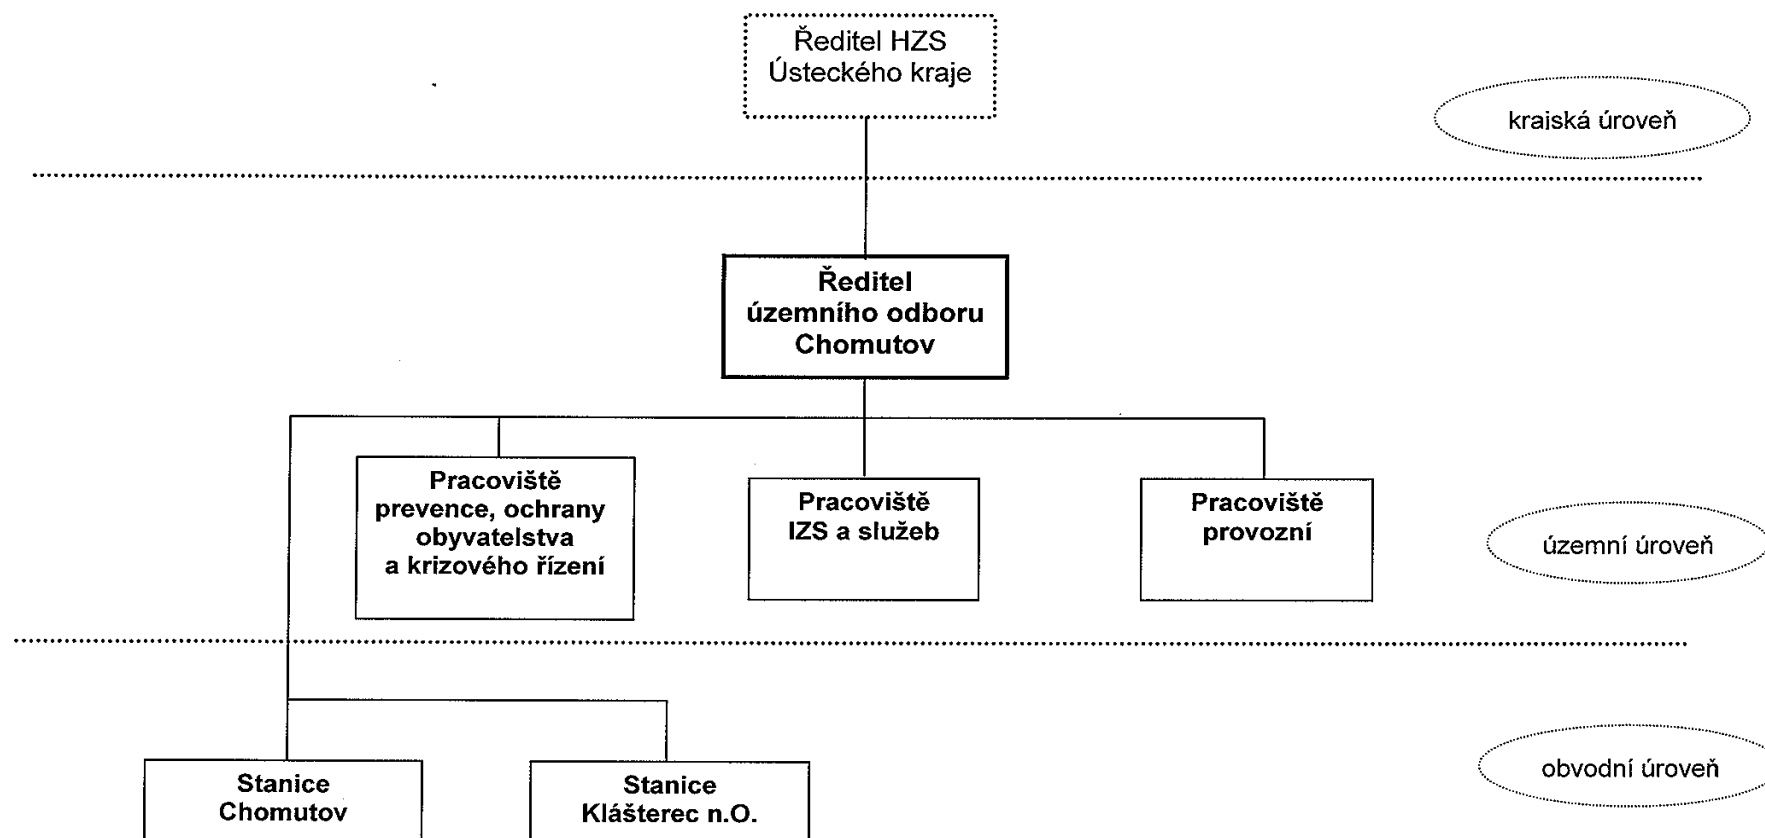 Ředitel HZS
Ústeckého kraje
krajská úroveň
Ředitel
územního odboru
Chomutov
Pracoviště
prevence, ochrany
obyvatelstva
a krizového řízení
Pracoviště
IZS a služeb
Pracoviště
provozní
územní úroveň
Stanice
Chomutov
Stanice
Klášterec n.O.
obvodní úroveň